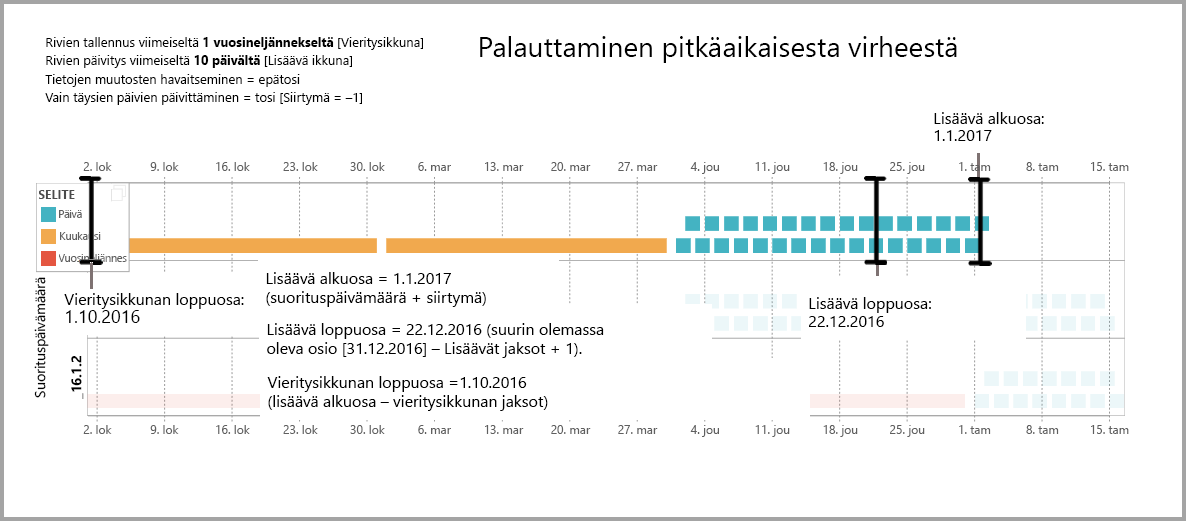 Rivien tallennus viimeiseltä 1 vuosineljännekseltä [Vieritysikkuna]
Rivien päivitys viimeiseltä 10 päivältä [Lisäävä ikkuna]
Tietojen muutosten havaitseminen = epätosi
Vain täysien päivien päivittäminen = tosi [Siirtymä = –1]
Palauttaminen pitkäaikaisesta virheestä
Lisäävä alkuosa:
1.1.2017
2. lok 9. lok 16. lok 23. lok 30. lok 6. mar 13. mar 20. mar 27. mar 4. jou 11. jou 18. jou 25. jou 1. tam 8. tam 15. tam
SELITE
Päivä
Kuukausi
Vuosineljännes
Suorituspäivämäärä
16.1.2
Vieritysikkunan loppuosa:
1.10.2016
Lisäävä alkuosa = 1.1.2017
(suorituspäivämäärä + siirtymä)
Lisäävä loppuosa = 22.12.2016 (suurin olemassa
oleva osio [31.12.2016] – Lisäävät jaksot + 1).
Vieritysikkunan loppuosa =1.10.2016
(lisäävä alkuosa – vieritysikkunan jaksot)
Lisäävä loppuosa:
22.12.2016
2. lok 9. lok 16. lok 23. lok 30. lok 6. mar 13. mar 20. mar 27. mar 4. jou 11. jou 18. jou 25. jou 1. tam 8. tam 15. tam